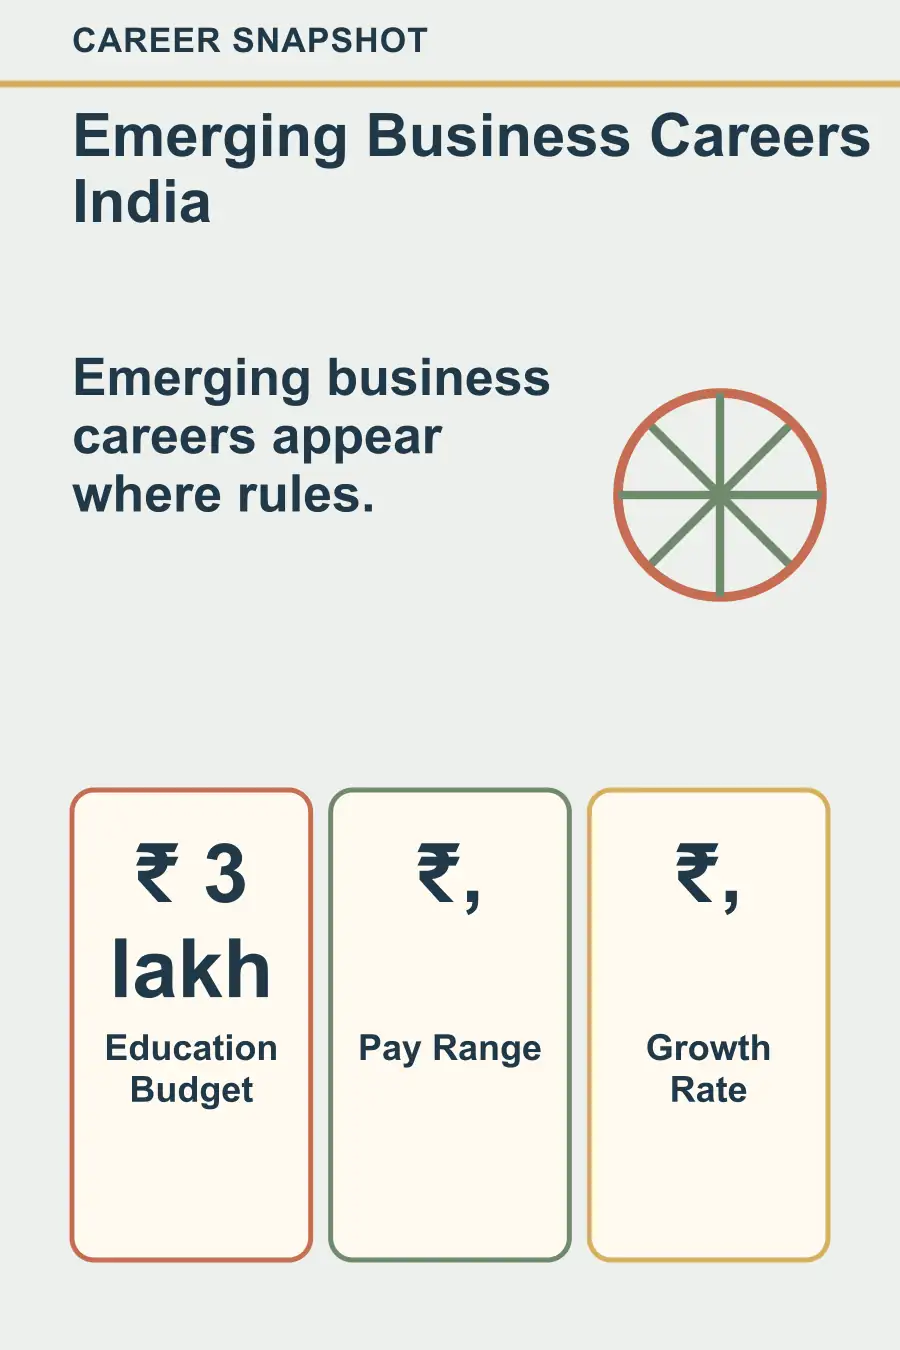 CAREER SNAPSHOT
Emerging Business Careers
India
Emerging business
careers appear
where rules.
₹ 3
lakh
Education
Budget
₹,
Pay Range
₹,
Growth
Rate